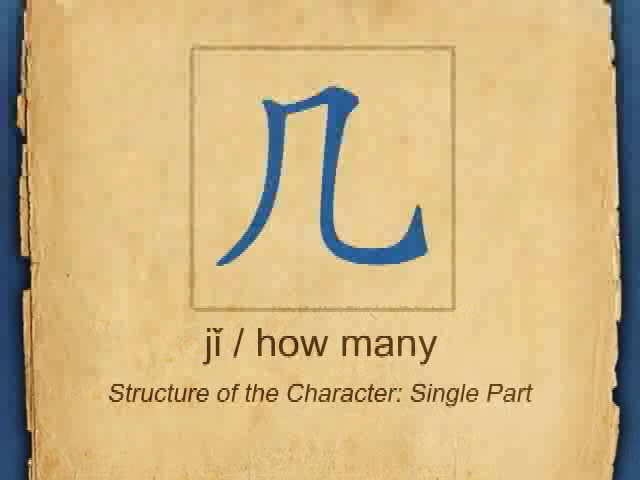 几
jǐ / how many
Structure of the Character: Single Part